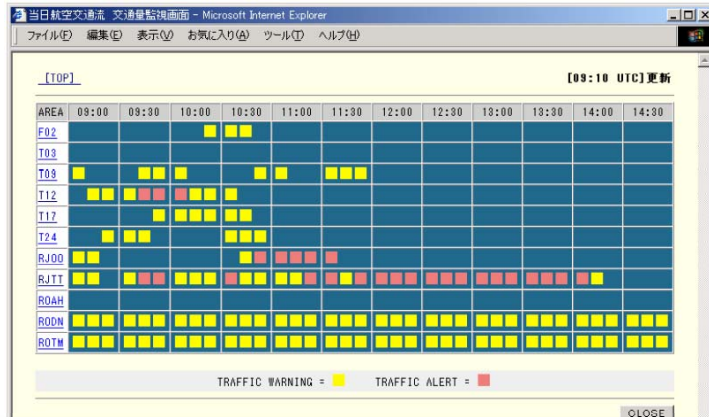 当日航空交通流 交通量監視画面 - Microsoft Internet Explorer
ファイル(F) 編集(E) 表示(V) お気に入り(A) ツール(T) ヘルプ(H)
[TOP] [09:10 UTC]更新
AREA 09:00 09:30 10:00 10:30 11:00 11:30 12:00 12:30 13:00 13:30 14:00 14:30
F02
T03
T09
T12
T17
T24
RJOO
RJTT
ROAH
RODN
ROTM
TRAFFIC WARNING = TRAFFIC ALERT =
CLOSE